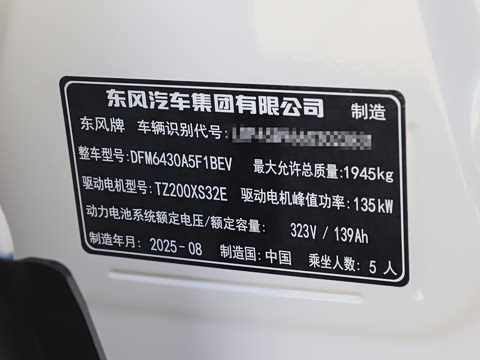 东风汽车集团有限公司 制造
东风牌 车辆识别代号:
整车型号:DFM6430A5F1BEV 最大允许总质量:1945kg
驱动电机型号:TZ200XS32E 驱动电机峰值功率:135kW
动力电池系统额定电压/额定容量: 323V / 139Ah
制造年月: 2025-08 制造国:中国 乘坐人数: 5 人